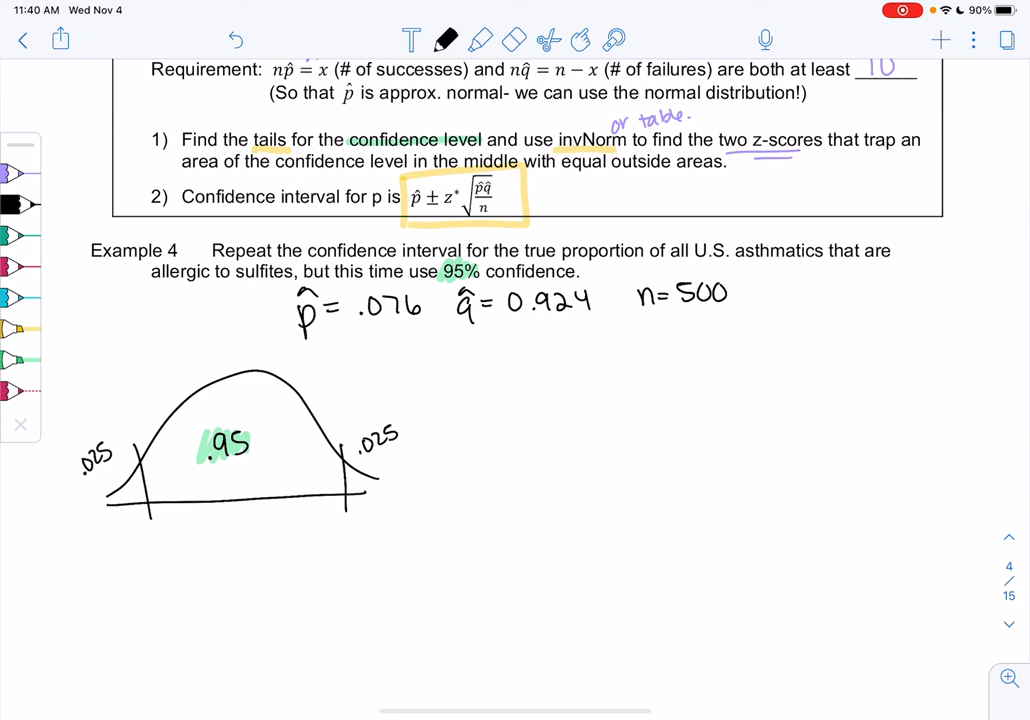 11:40 AM Wed Nov 4
90%
Requirement: np̂ = x (# of successes) and nq̂ = n − x (# of failures) are both at least 10
(So that p̂ is approx. normal- we can use the normal distribution!)
or table.
1) Find the tails for the confidence level and use invNorm to find the two z-scores that trap an
area of the confidence level in the middle with equal outside areas.
2) Confidence interval for p is p̂ ± z* √(p̂q̂/n)
Example 4 Repeat the confidence interval for the true proportion of all U.S. asthmatics that are
allergic to sulfites, but this time use 95% confidence.
p̂ = .076 q̂ = 0.924 n = 500
.025 .95 .025
4
/
15